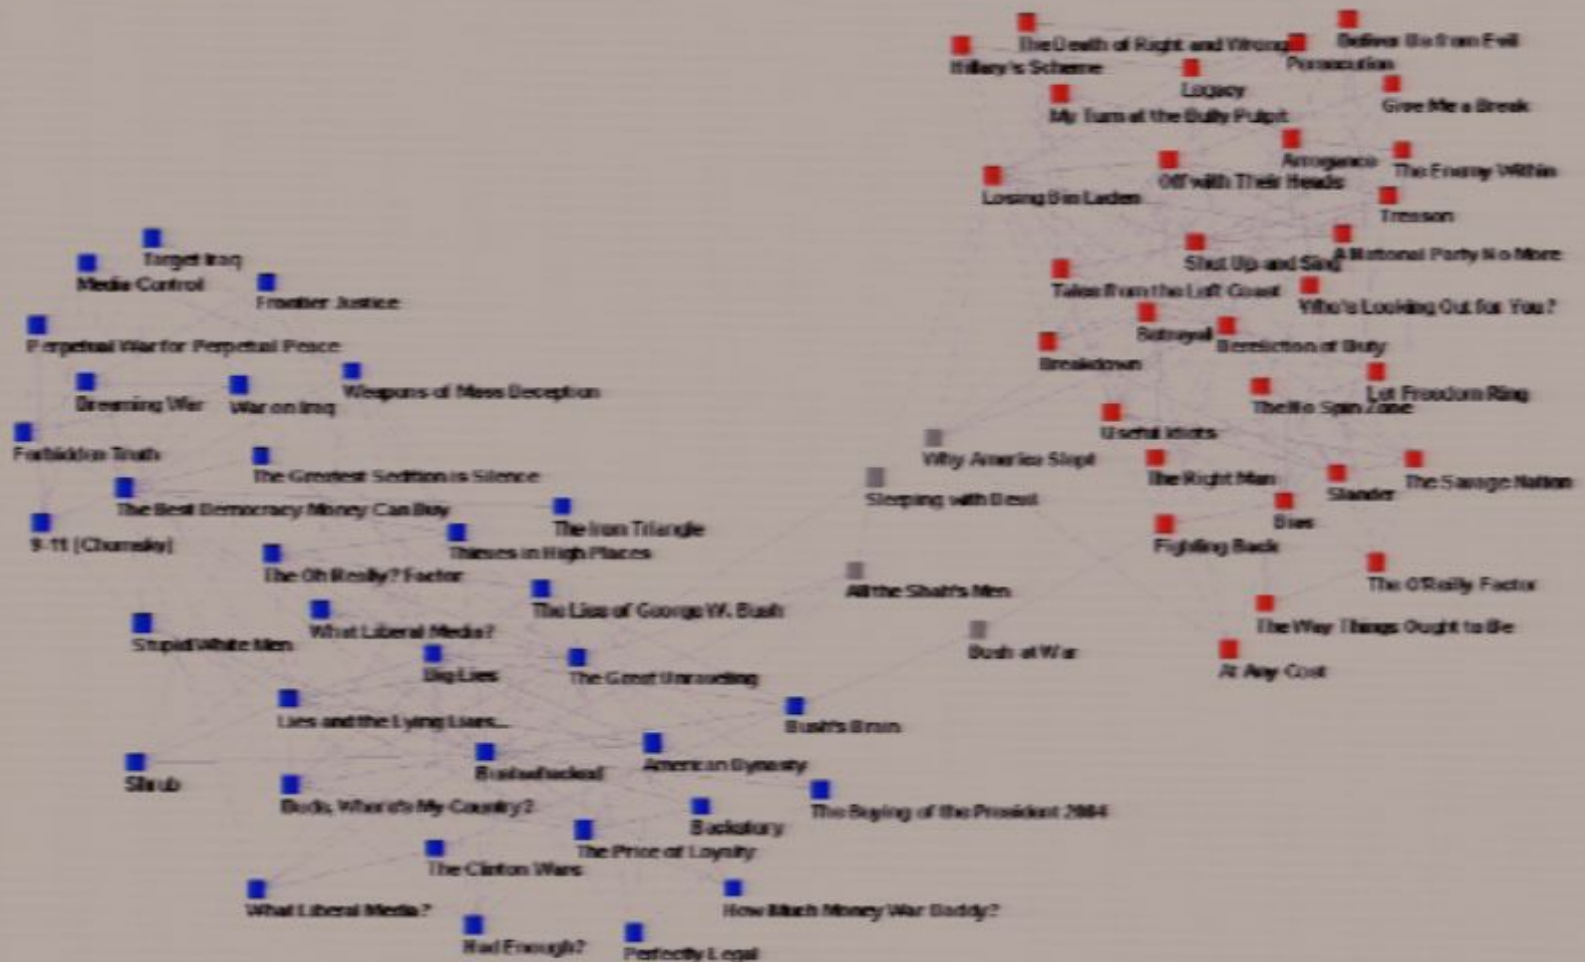 The Death of Right and Wrong
Deliver Us from Evil
Hillary's Scheme
Persecution
Legacy
Give Me a Break
My Turn at the Bully Pulpit
Arrogance
The Enemy Within
Off with Their Heads
Losing Bin Laden
Treason
Target Iraq
Shut Up and Sing
A National Party No More
Media Control
Tales from the Left Coast
Frontier Justice
Who's Looking Out for You?
Betrayal
Dereliction of Duty
Perpetual War for Perpetual Peace
Breakdown
Weapons of Mass Deception
Let Freedom Ring
Dreaming War
War on Iraq
The No Spin Zone
Useful Idiots
Forbidden Truth
Why America Slept
The Greatest Sedition is Silence
The Right Man
The Savage Nation
Slander
Sleeping with Devil
The Best Democracy Money Can Buy
The Iron Triangle
Bias
9-11 [Chomsky]
Thieves in High Places
Fighting Back
The Oh Really? Factor
The O'Reilly Factor
All the Shah's Men
The Lies of George W. Bush
The Way Things Ought to Be
What Liberal Media?
Stupid White Men
Bush at War
Big Lies
The Great Unraveling
At Any Cost
Lies and the Lying Liars...
Bush's Brain
American Dynasty
Bushwhacked
Shrub
Dude, Where's My Country?
The Buying of the President 2004
Backstory
The Price of Loyalty
The Clinton Wars
What Liberal Media?
How Much Money War Daddy?
Had Enough?
Perfectly Legal